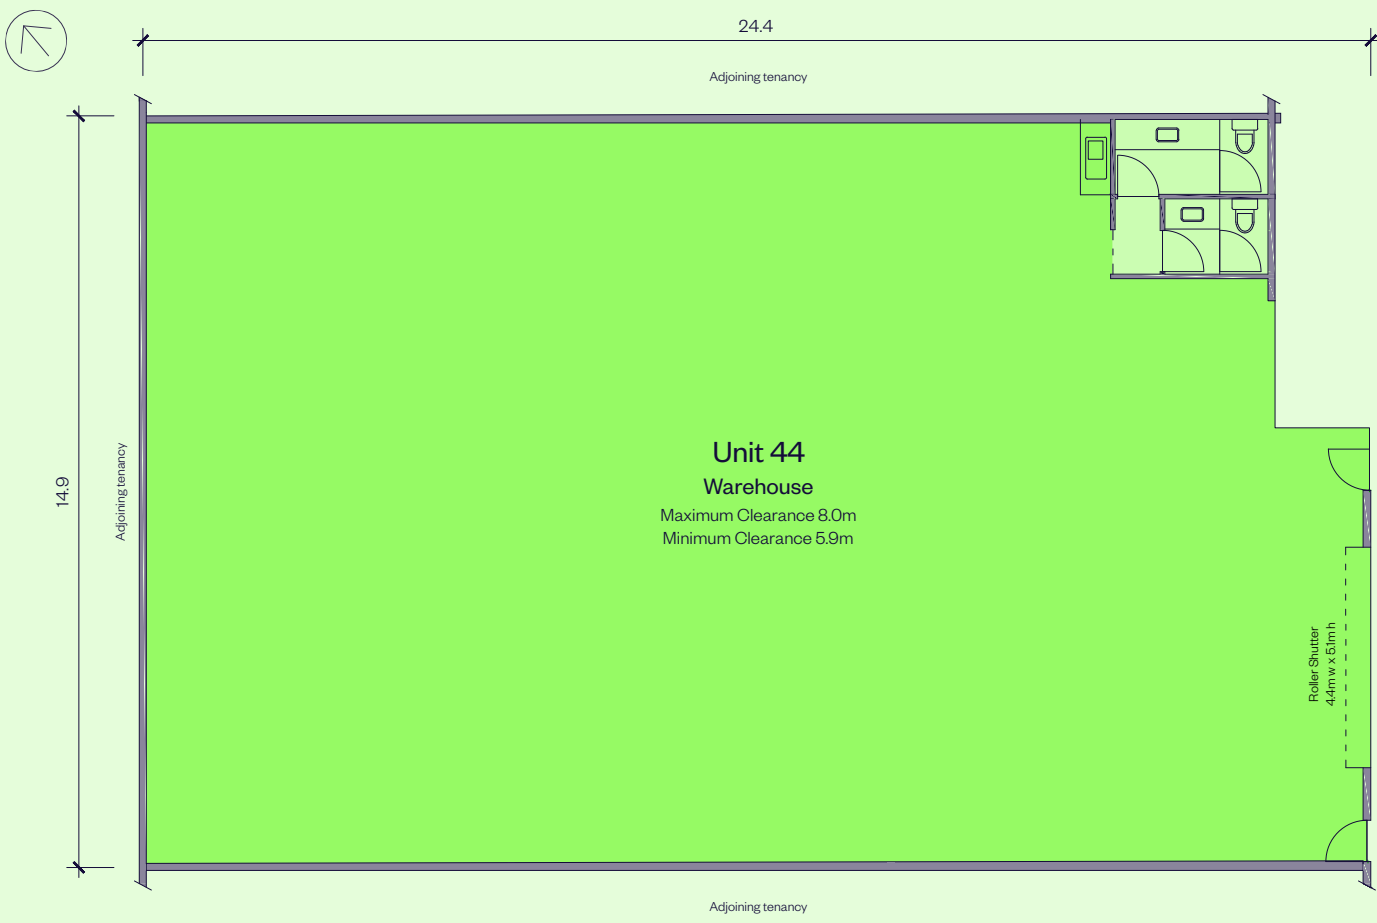 24.4
Adjoining tenancy
14.9
Adjoining tenancy
Unit 44
Warehouse
Maximum Clearance 8.0m
Minimum Clearance 5.9m
Roller Shutter
4.4m w x 5.1m h
Adjoining tenancy